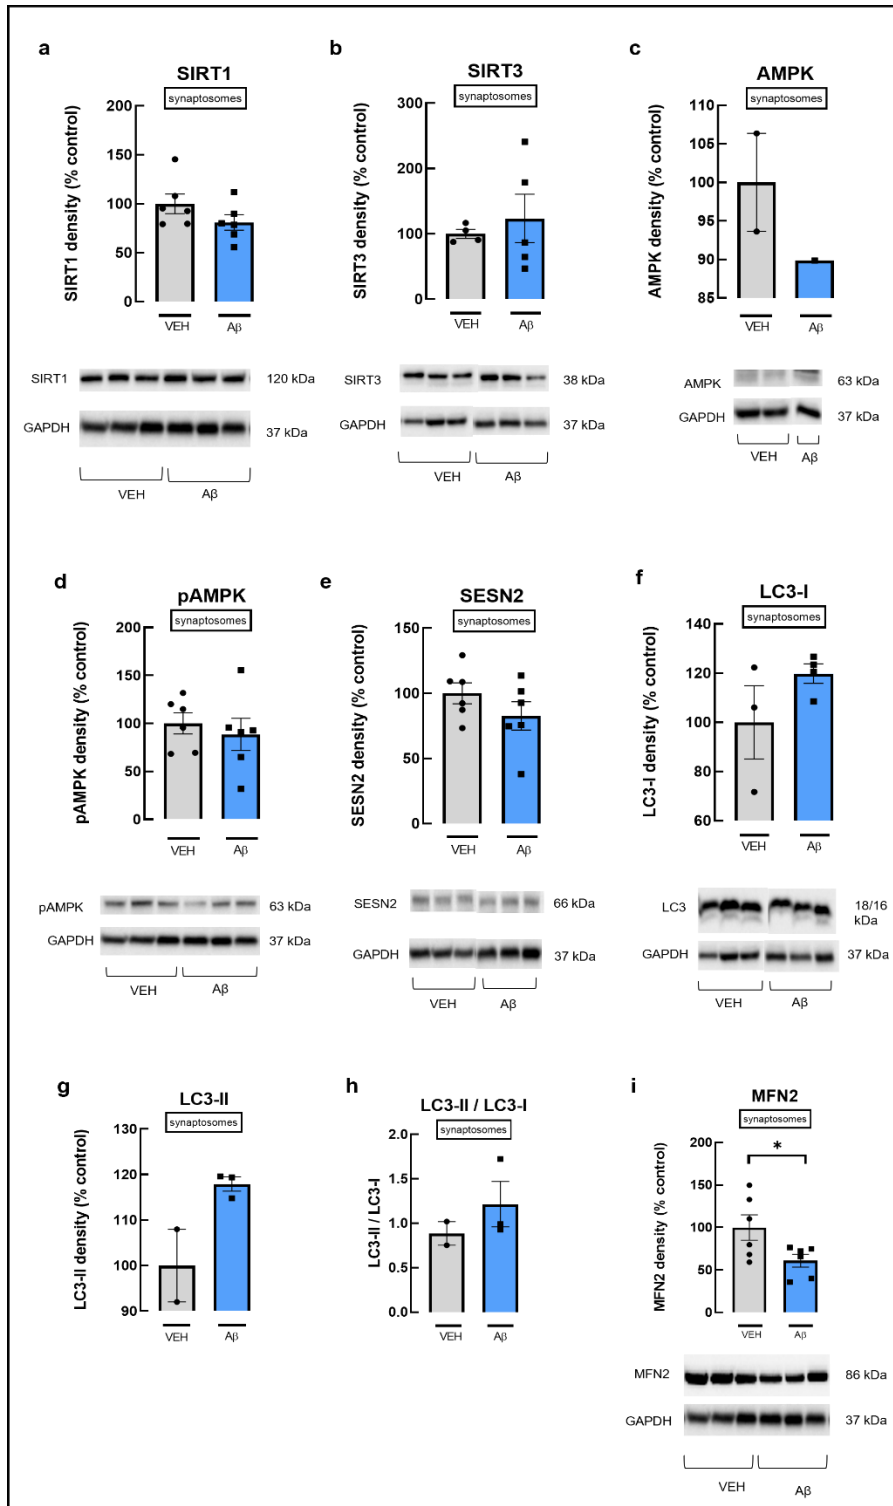 a
SIRT1
synaptosomes
SIRT1 density (% control)
200
150
100
50
0
VEH
Aβ
SIRT1
120 kDa
GAPDH
37 kDa
VEH
Aβ
b
SIRT3
synaptosomes
SIRT3 density (% control)
300
200
100
0
VEH
Aβ
SIRT3
38 kDa
GAPDH
37 kDa
VEH
Aβ
c
AMPK
synaptosomes
AMPK density (% control)
110
105
100
95
90
85
VEH
Aβ
AMPK
63 kDa
GAPDH
37 kDa
VEH
Aβ
d
pAMPK
synaptosomes
pAMPK density (% control)
200
150
100
50
0
VEH
Aβ
pAMPK
63 kDa
GAPDH
37 kDa
VEH
Aβ
e
SESN2
synaptosomes
SESN2 density (% control)
150
100
50
0
VEH
Aβ
SESN2
66 kDa
GAPDH
37 kDa
VEH
Aβ
f
LC3-I
synaptosomes
LC3-I density (% control)
140
120
100
80
60
VEH
Aβ
LC3
18/16
kDa
GAPDH
37 kDa
VEH
Aβ
g
LC3-II
synaptosomes
LC3-II density (% control)
130
120
110
100
90
VEH
Aβ
h
LC3-II / LC3-I
synaptosomes
LC3-II / LC3-I
2.0
1.5
1.0
0.5
0.0
VEH
Aβ
i
MFN2
synaptosomes
MFN2 density (% control)
200
150
100
50
0
*
VEH
Aβ
MFN2
86 kDa
GAPDH
37 kDa
VEH
Aβ